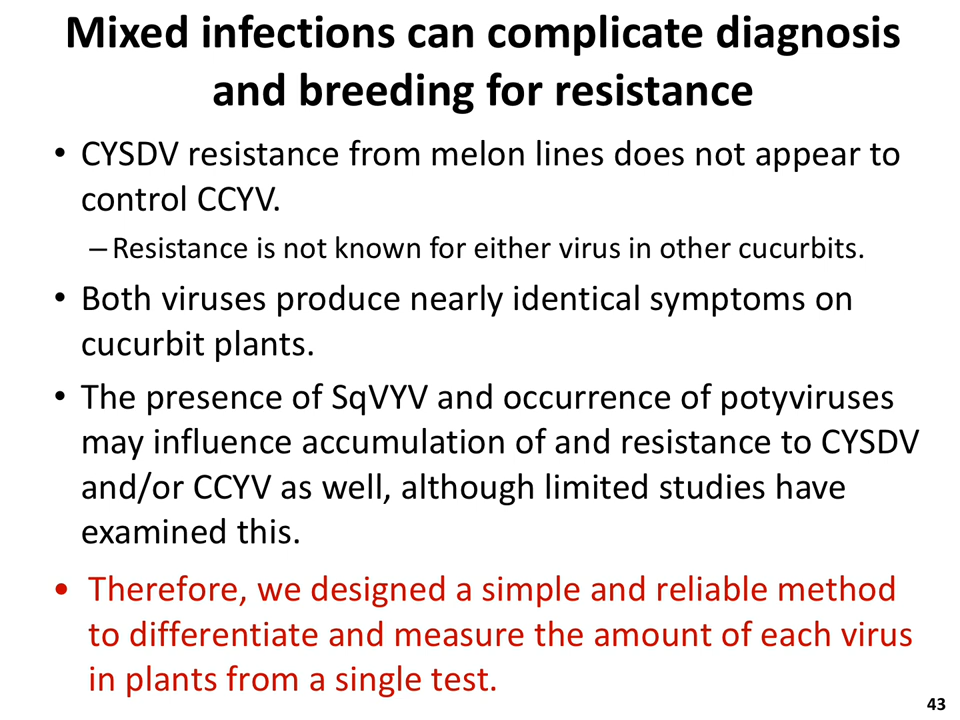 Mixed infections can complicate diagnosis
and breeding for resistance
• CYSDV resistance from melon lines does not appear to
control CCYV.
– Resistance is not known for either virus in other cucurbits.
• Both viruses produce nearly identical symptoms on
cucurbit plants.
• The presence of SqVYV and occurrence of potyviruses
may influence accumulation of and resistance to CYSDV
and/or CCYV as well, although limited studies have
examined this.
• Therefore, we designed a simple and reliable method
to differentiate and measure the amount of each virus
in plants from a single test.
43